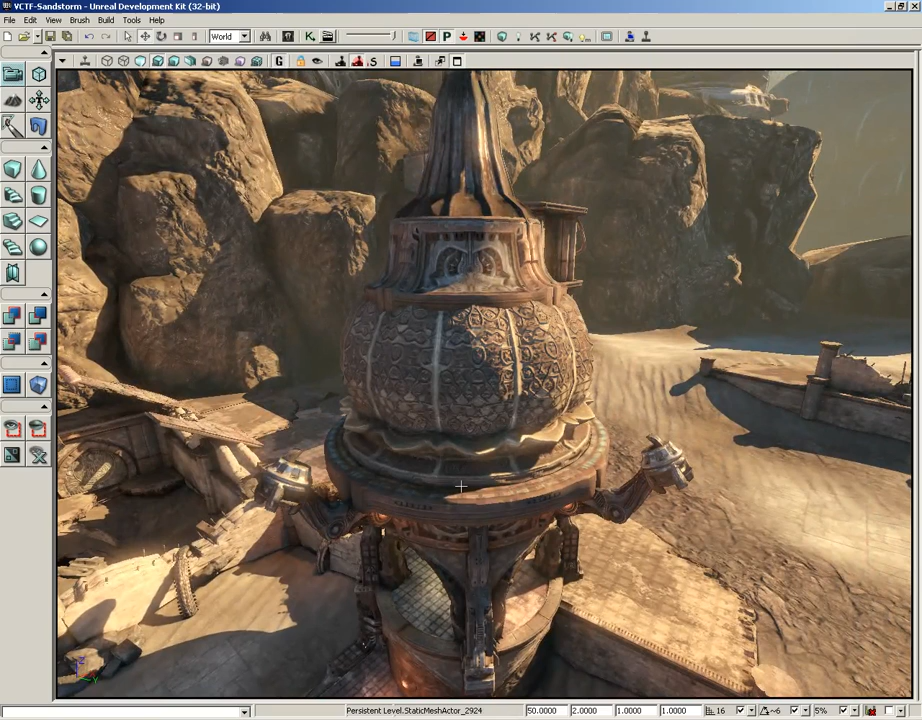 VCTF-Sandstorm - Unreal Development Kit (32-bit)
File Edit View Brush Build Tools Help
World
G S
P
Persistent Level.StaticMeshActor_2924 50.0000 2.0000 1.0000 1.0000 16 ~6 5%